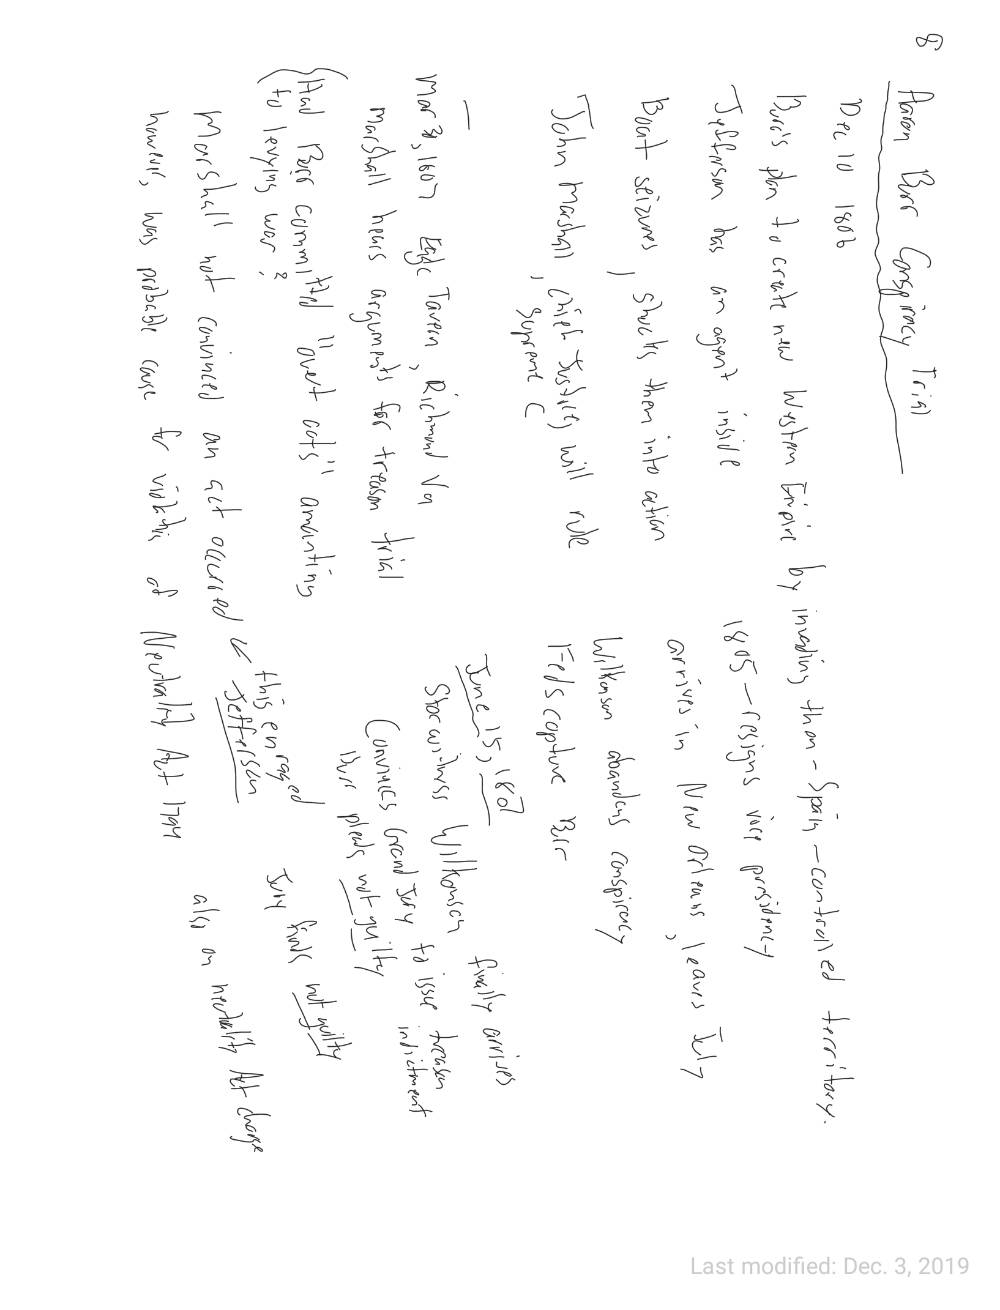 8
Aaron Burr Conspiracy Trial
Dec 10 1806
Burr's plan to create new Western Empire by invading then-Spain-controlled territory.
Jefferson has an agent inside
Boat seizures, shocks them into action
John Marshall, Chief Justice, will rule
Supreme C
1805 - resigns vice presidency
arrives in New Orleans, leaves July
Wilkonson abandons conspiracy
Feds capture Burr
Mar 30, 1807 Eagle Tavern, Richmond Va
Marshall hears arguments for treason trial
Had Burr committed "overt acts" amounting
to levying war?
Marshall not convinced an act occurred
this enraged
Jefferson
however, was probable cause for violation of Neutrality Act 1794
June 15, 1807
Star witness Wilkonson finally arrives
Convinces Grand Jury to issue treason
indictment
Burr pleads not guilty
Jury finds not guilty
also on neutrality Act charge
Last modified: Dec. 3, 2019